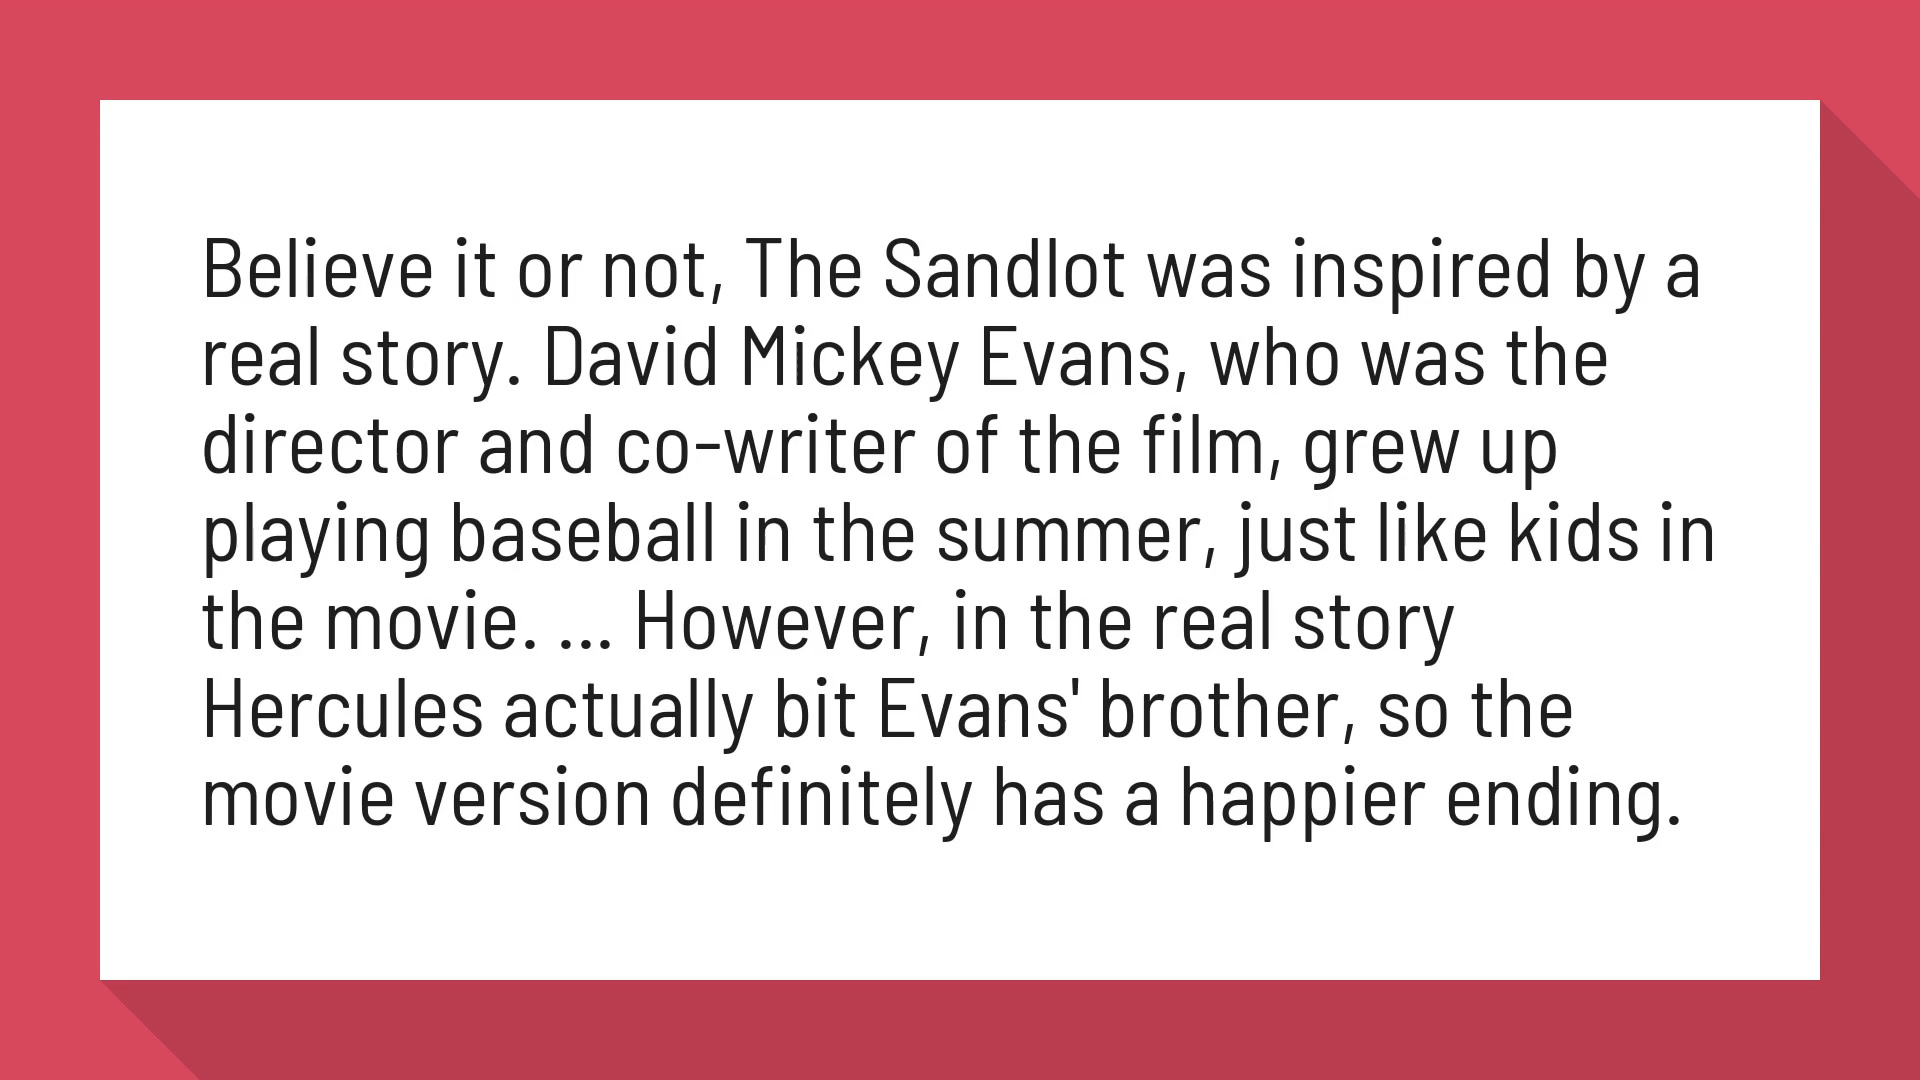 Believe it or not, The Sandlot was inspired by a
real story. David Mickey Evans, who was the
director and co-writer of the film, grew up
playing baseball in the summer, just like kids in
the movie. ... However, in the real story
Hercules actually bit Evans' brother, so the
movie version definitely has a happier ending.